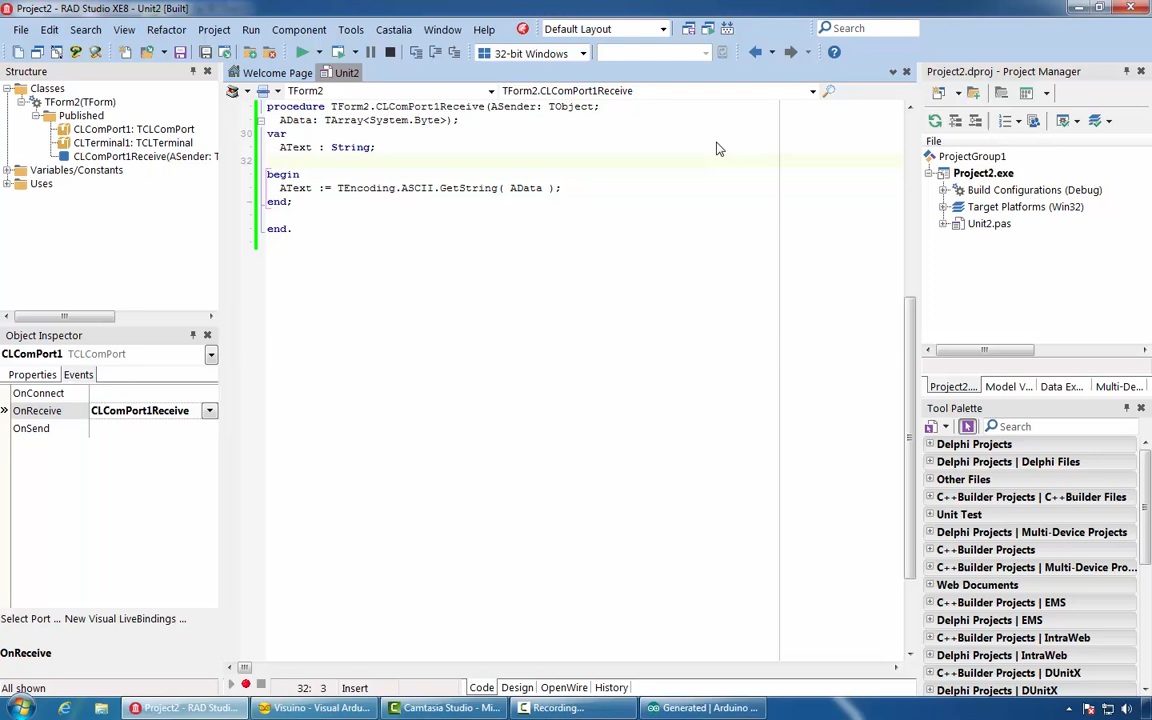 Project2 - RAD Studio XE8 - Unit2 [Built]
File Edit Search View Refactor Project Run Component Tools Castalia Window Help
Default Layout
Search
32-bit Windows
Structure
Classes
TForm2(TForm)
Published
CLComPort1: TCLComPort
CLTerminal1: TCLTerminal
CLComPort1Receive(ASender: T
Variables/Constants
Uses
Object Inspector
CLComPort1 TCLComPort
Properties Events
OnConnect
OnReceive CLComPort1Receive
OnSend
Select Port ... New Visual LiveBindings ...
OnReceive
All shown
Welcome Page Unit2
TForm2 TForm2.CLComPort1Receive
procedure TForm2.CLComPort1Receive(ASender: TObject;
AData: TArray<System.Byte>);
30 var
AText : String;
32
begin
AText := TEncoding.ASCII.GetString( AData );
end;
end.
32: 3 Insert Code Design OpenWire History
Project2.dproj - Project Manager
File
ProjectGroup1
Project2.exe
Build Configurations (Debug)
Target Platforms (Win32)
Unit2.pas
Project2.... Model V... Data Ex... Multi-De...
Tool Palette
Search
Delphi Projects
Delphi Projects | Delphi Files
Other Files
C++Builder Projects | C++Builder Files
Unit Test
Delphi Projects | Multi-Device Projects
C++Builder Projects
C++Builder Projects | Multi-Device Pro...
Web Documents
C++Builder Projects | EMS
Delphi Projects | EMS
C++Builder Projects | IntraWeb
Delphi Projects | IntraWeb
C++Builder Projects | DUnitX
Delphi Projects | DUnitX
Project2 - RAD Studi... Visuino - Visual Ardu... Camtasia Studio - Mi... Recording... Generated | Arduino ...